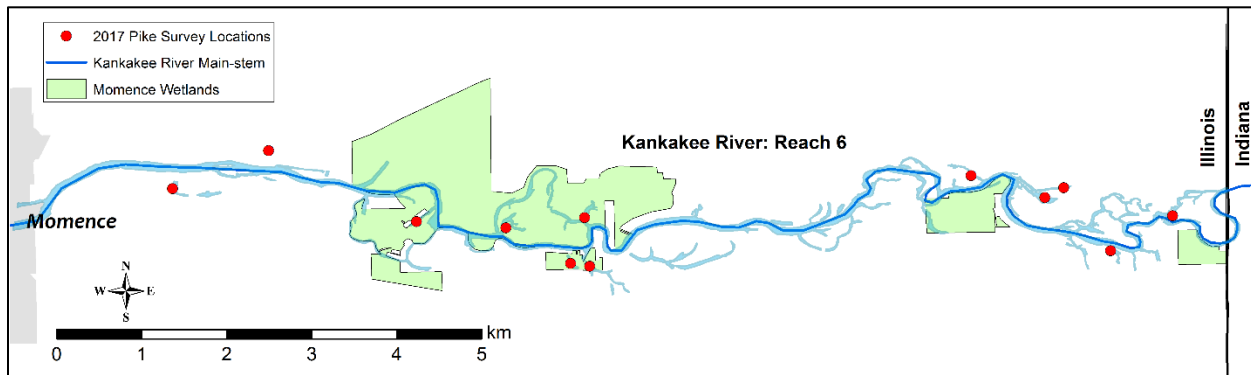 2017 Pike Survey Locations
Kankakee River Main-stem
Momence Wetlands
Kankakee River: Reach 6
Illinois
Indiana
Momence
N
W E
S
km
0 1 2 3 4 5